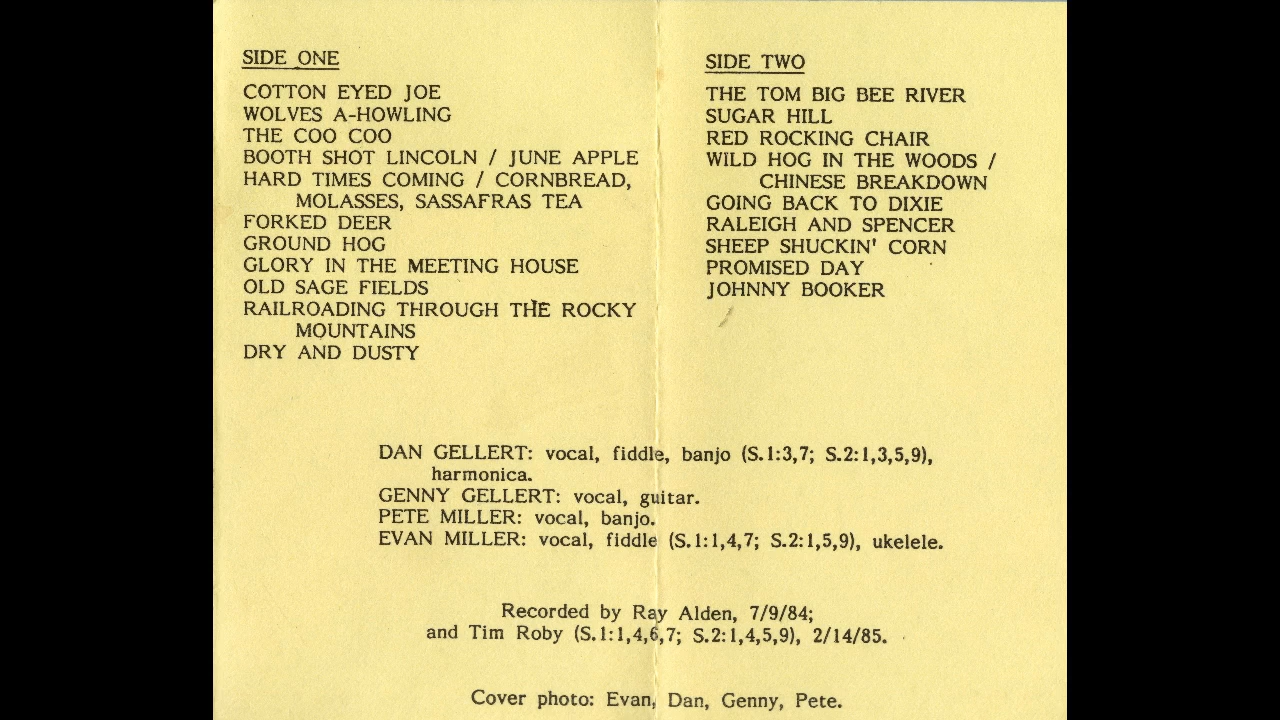 SIDE ONE
COTTON EYED JOE
WOLVES A-HOWLING
THE COO COO
BOOTH SHOT LINCOLN / JUNE APPLE
HARD TIMES COMING / CORNBREAD,
MOLASSES, SASSAFRAS TEA
FORKED DEER
GROUND HOG
GLORY IN THE MEETING HOUSE
OLD SAGE FIELDS
RAILROADING THROUGH THE ROCKY
MOUNTAINS
DRY AND DUSTY
SIDE TWO
THE TOM BIG BEE RIVER
SUGAR HILL
RED ROCKING CHAIR
WILD HOG IN THE WOODS /
CHINESE BREAKDOWN
GOING BACK TO DIXIE
RALEIGH AND SPENCER
SHEEP SHUCKIN' CORN
PROMISED DAY
JOHNNY BOOKER
DAN GELLERT: vocal, fiddle, banjo (S.1:3,7; S.2:1,3,5,9),
harmonica.
GENNY GELLERT: vocal, guitar.
PETE MILLER: vocal, banjo.
EVAN MILLER: vocal, fiddle (S.1:1,4,7; S.2:1,5,9), ukelele.
Recorded by Ray Alden, 7/9/84;
and Tim Roby (S.1:1,4,6,7; S.2:1,4,5,9), 2/14/85.
Cover photo: Evan, Dan, Genny, Pete.